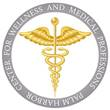 CENTER FOR WELLNESS AND MEDICAL PROFESSIONS
PALM HARBOR